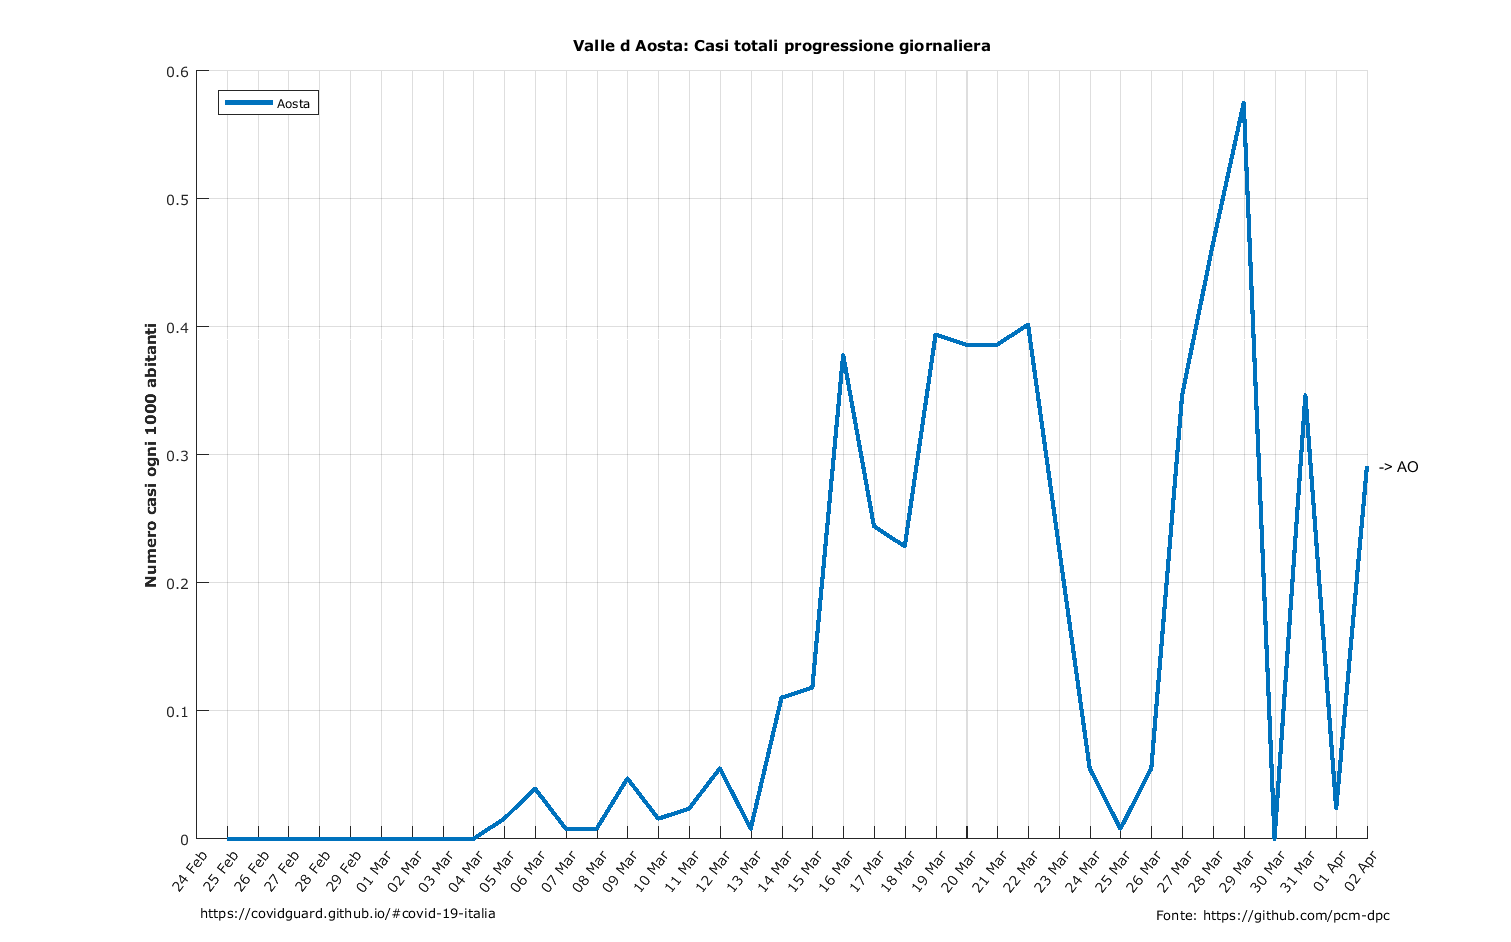 Valle d Aosta: Casi totali progressione giornaliera
Aosta
Numero casi ogni 1000 abitanti
0.6
0.5
0.4
0.3
0.2
0.1
0
-> AO
24 Feb
25 Feb
26 Feb
27 Feb
28 Feb
29 Feb
01 Mar
02 Mar
03 Mar
04 Mar
05 Mar
06 Mar
07 Mar
08 Mar
09 Mar
10 Mar
11 Mar
12 Mar
13 Mar
14 Mar
15 Mar
16 Mar
17 Mar
18 Mar
19 Mar
20 Mar
21 Mar
22 Mar
23 Mar
24 Mar
25 Mar
26 Mar
27 Mar
28 Mar
29 Mar
30 Mar
31 Mar
01 Apr
02 Apr
https://covidguard.github.io/#covid-19-italia
Fonte: https://github.com/pcm-dpc